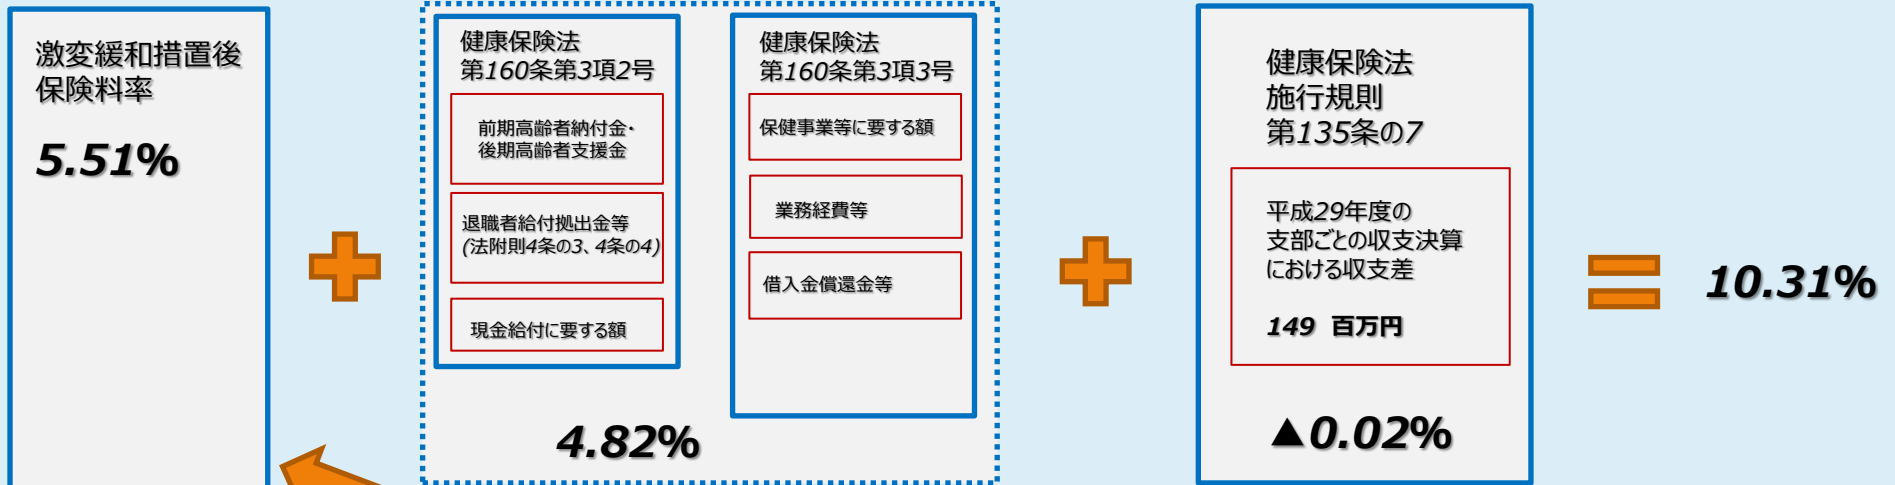 激変緩和措置後
保険料率
5.51%
健康保険法
第160条第3項2号
前期高齢者納付金・
後期高齢者支援金
退職者給付拠出金等
(法附則4条の3、4条の4)
現金給付に要する額
健康保険法
第160条第3項3号
保健事業等に要する額
業務経費等
借入金償還金等
4.82%
健康保険法
施行規則
第135条の7
平成29年度の
支部ごとの収支決算
における収支差
149 百万円
▲0.02%
10.31%